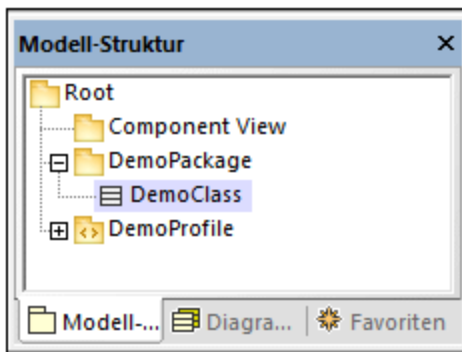 Modell-Struktur
Root
Component View
DemoPackage
DemoClass
DemoProfile
Modell-... Diagra... Favoriten